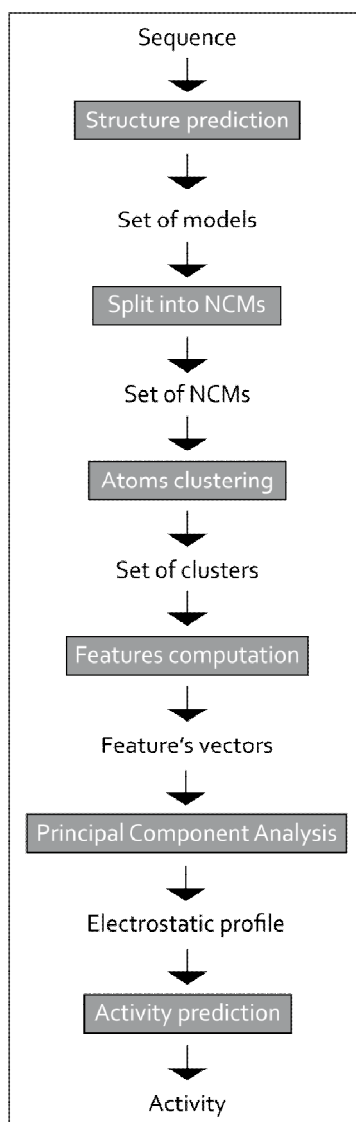 Sequence
Structure prediction
Set of models
Split into NCMs
Set of NCMs
Atoms clustering
Set of clusters
Features computation
Feature's vectors
Principal Component Analysis
Electrostatic profile
Activity prediction
Activity